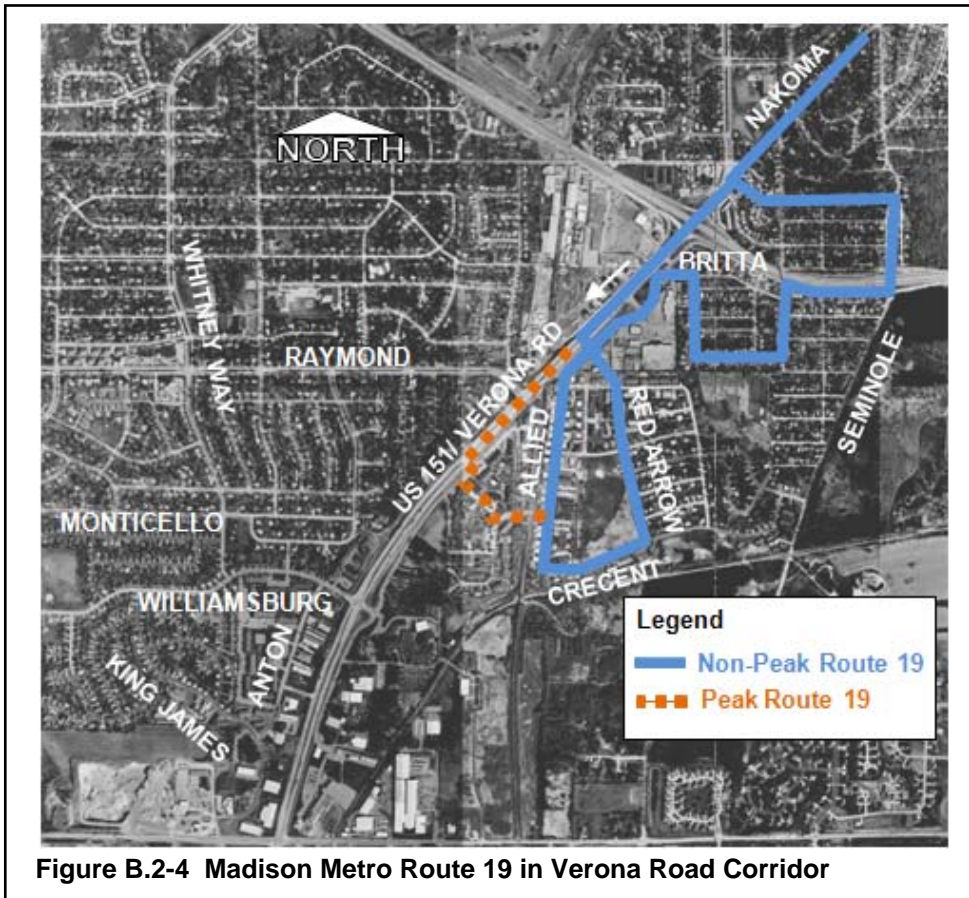 NAKOMA
NORTH
BRITTA
WHITNEY WAY
RAYMOND
US 151/ VERONA RD
ALLIED
RED ARROW
SEMINOLE
MONTICELLO
CRECENT
WILLIAMSBURG
ANTON
KING JAMES
Legend
Non-Peak Route 19
Peak Route 19
Figure B.2-4 Madison Metro Route 19 in Verona Road Corridor